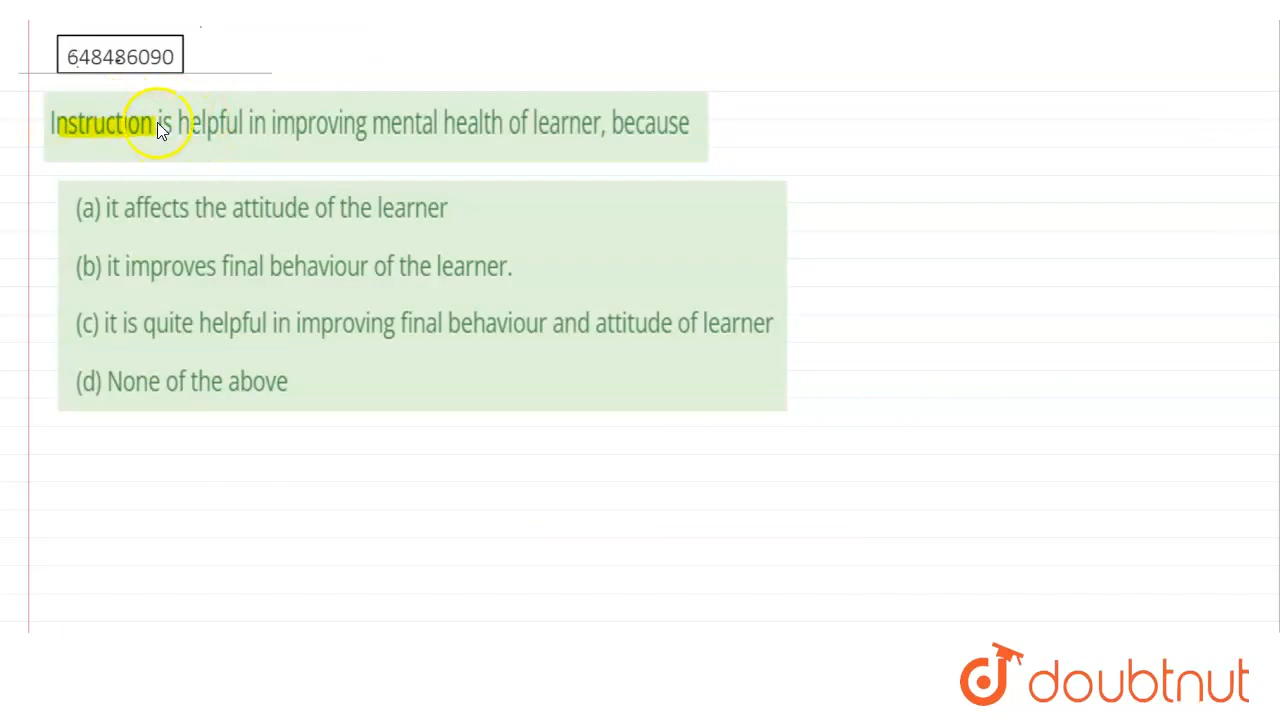 648486090
Instruction is helpful in improving mental health of learner, because
(a) it affects the attitude of the learner
(b) it improves final behaviour of the learner.
(c) it is quite helpful in improving final behaviour and attitude of learner
(d) None of the above
doubtnut